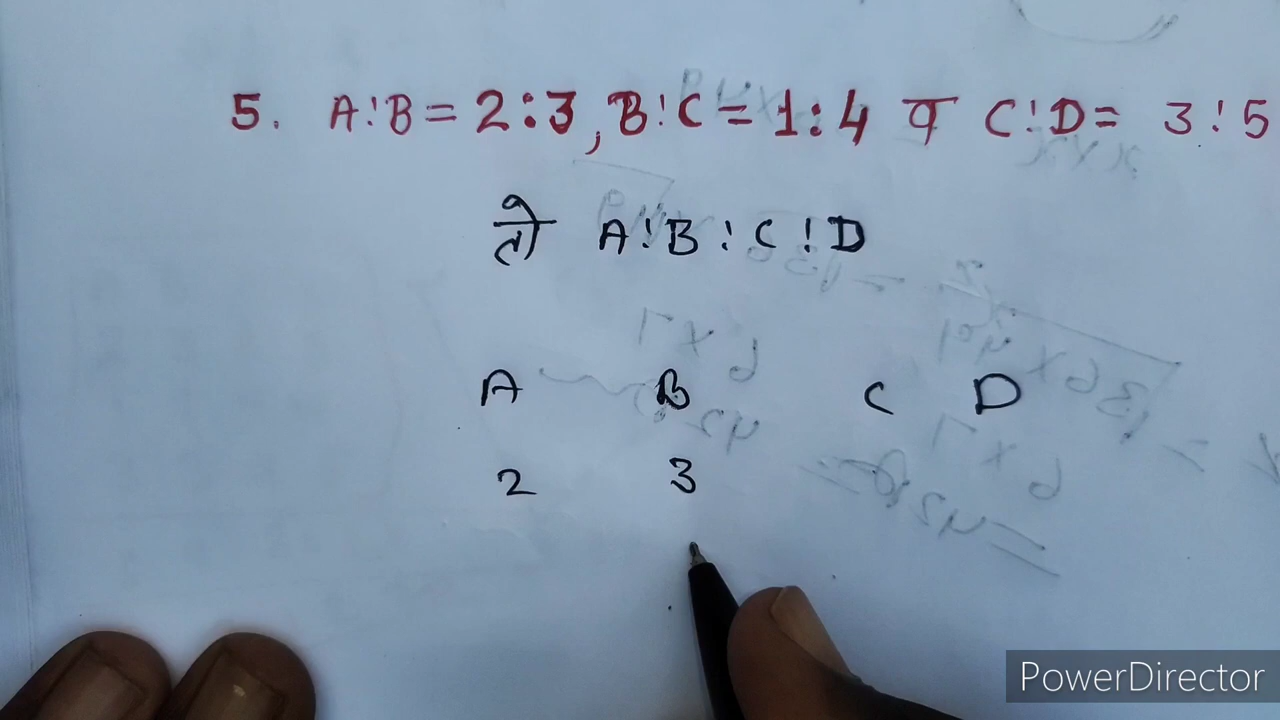 5. A:B = 2:3, B:C = 1:4 व C:D = 3:5
तो A:B:C:D
A B C D
2 3
PowerDirector